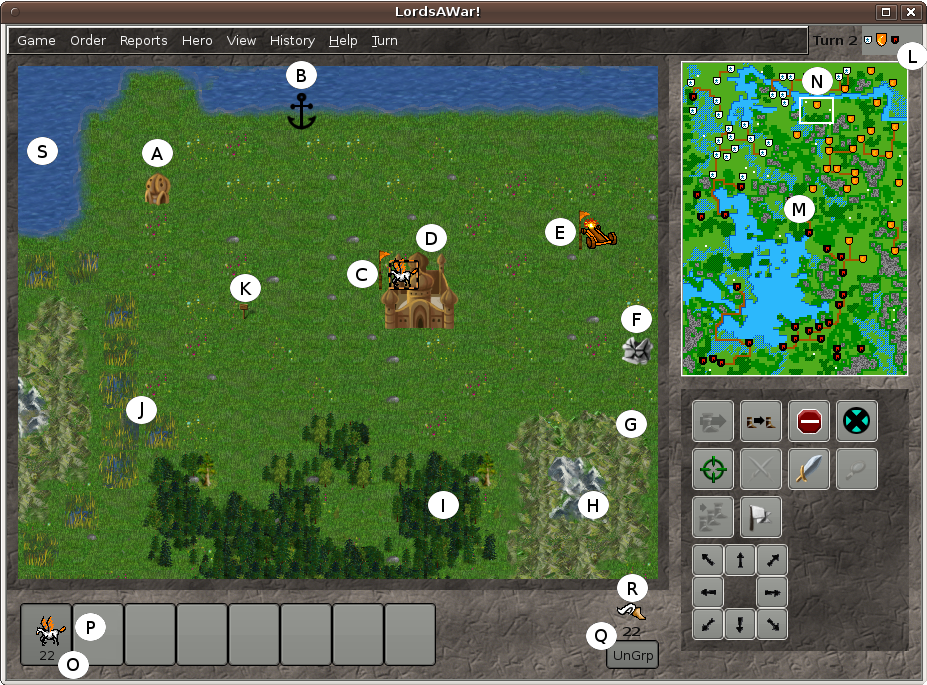 LordsAWar!
Game Order Reports Hero View History Help Turn
Turn 2
L
B
N
S
A
M
D
E
C
K
F
J
G
I
H
R
P
22
Q
22
O
UnGrp